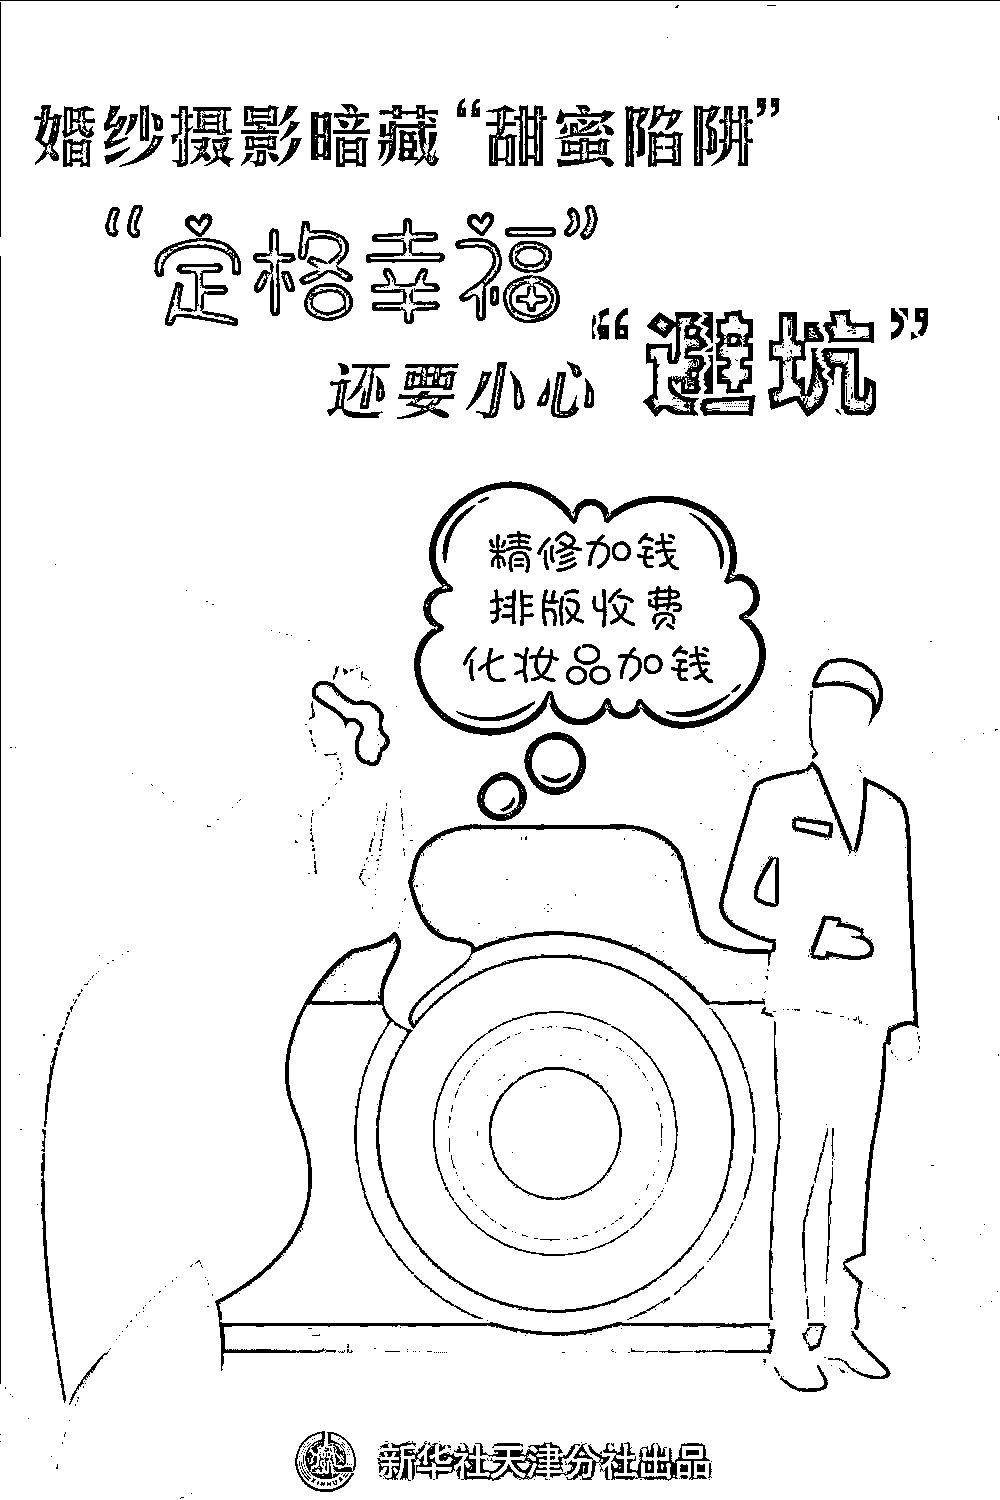 婚纱摄影暗藏“甜蜜陷阱”
“定格幸福”
还要小心“避坑”
精修加钱
排版收费
化妆品加钱
新华社天津分社出品